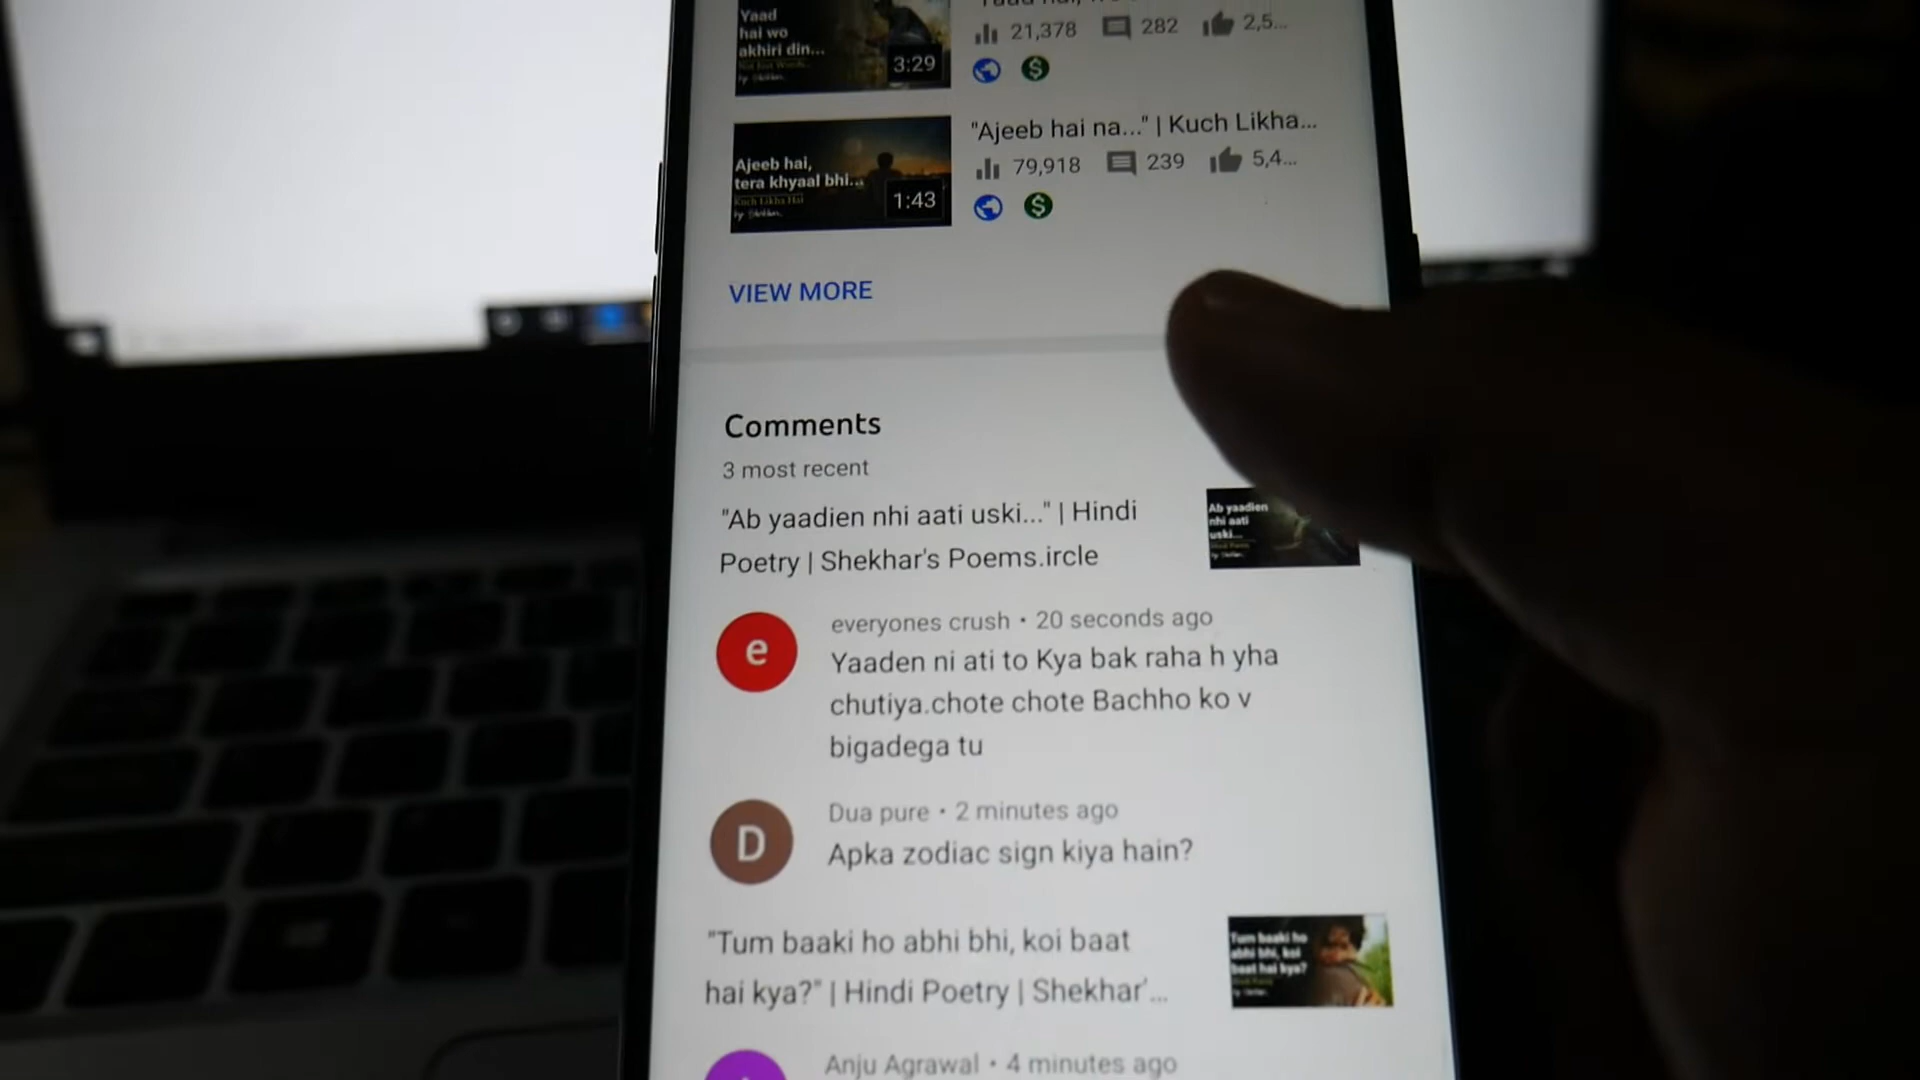 Yaad
hai wo
akhiri din...
3:29
21,378 282 2,5...
Ajeeb hai,
tera khyaal bhi...
Kuch Likha Hai
1:43
"Ajeeb hai na..." | Kuch Likha...
79,918 239 5,4...
VIEW MORE
Comments
3 most recent
"Ab yaadien nhi aati uski..." | Hindi
Poetry | Shekhar's Poems.ircle
Ab yaadien
nhi aati
uski...
everyones crush • 20 seconds ago
e
Yaaden ni ati to Kya bak raha h yha
chutiya.chote chote Bachho ko v
bigadega tu
Dua pure • 2 minutes ago
D
Apka zodiac sign kiya hain?
"Tum baaki ho abhi bhi, koi baat
hai kya?" | Hindi Poetry | Shekhar'...
Tum baaki ho
abhi bhi, koi
baat hai kya?
Anju Agrawal • 4 minutes ago